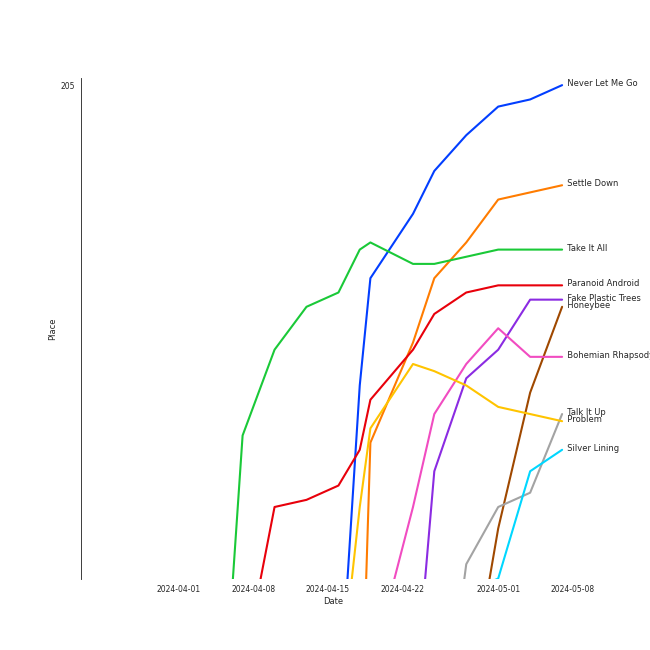 205
Never Let Me Go
Settle Down
Take It All
Paranoid Android
Fake Plastic Trees
Honeybee
Bohemian Rhapsod
Talk It Up
Problem
Silver Lining
Place
2024-04-01
2024-04-08
2024-04-15
2024-04-22
2024-05-01
2024-05-08
Date